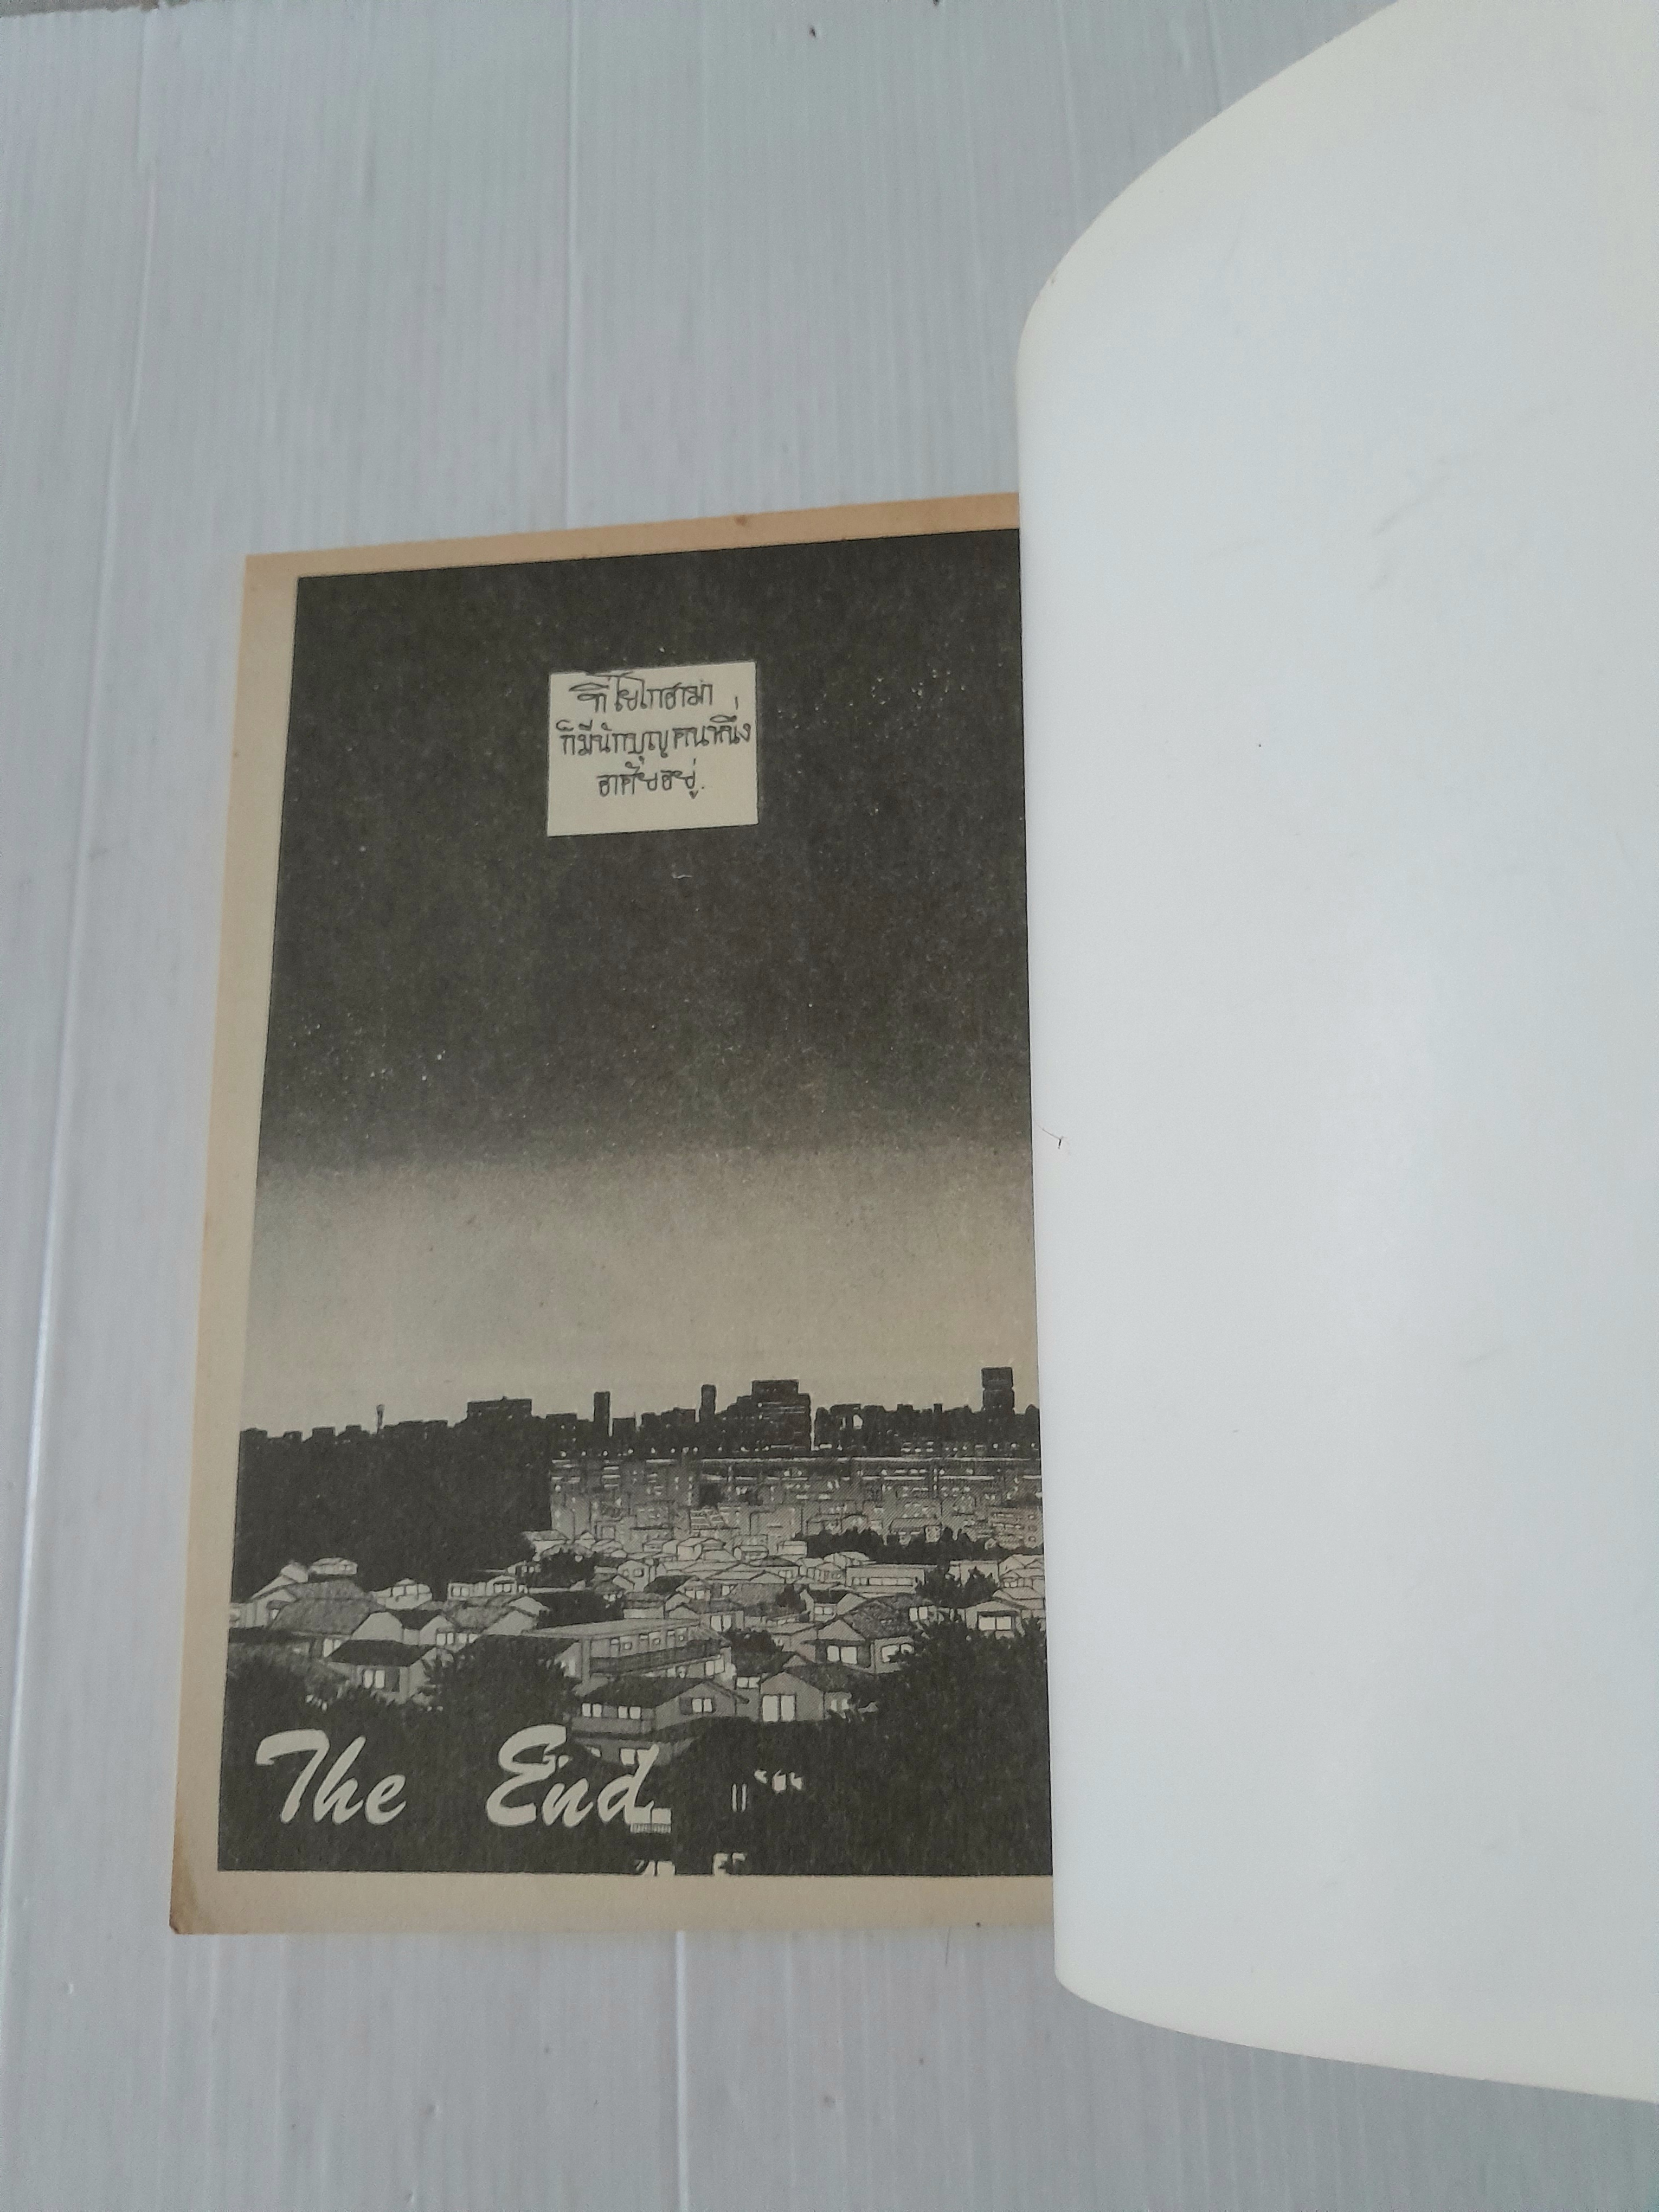 ที่โยโกฮาม่า
ก็มีนักบุญคนหนึ่ง
อาศัยอยู่.
The End